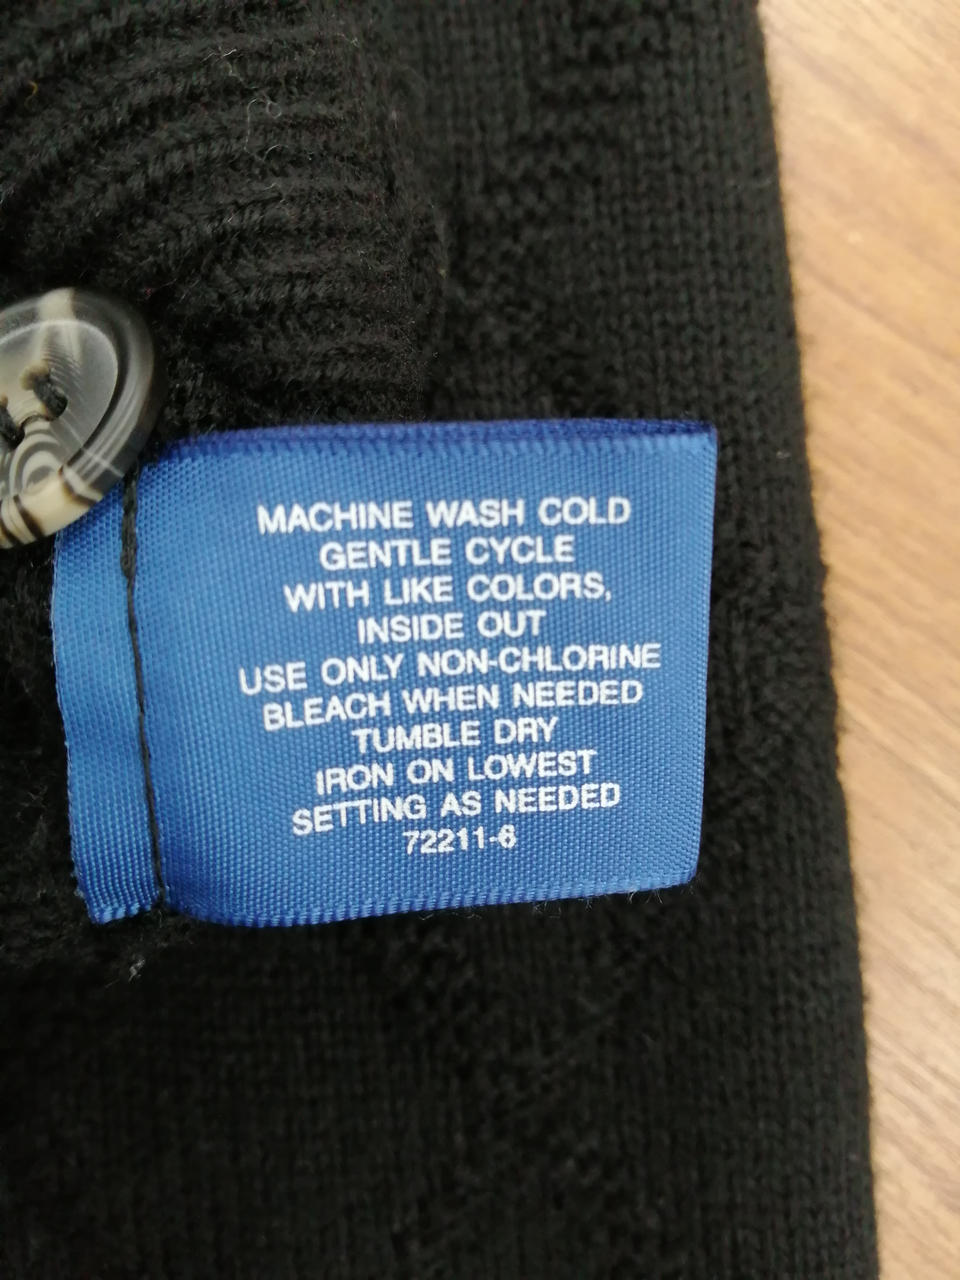 MACHINE WASH COLD
GENTLE CYCLE
WITH LIKE COLORS,
INSIDE OUT
USE ONLY NON-CHLORINE
BLEACH WHEN NEEDED
TUMBLE DRY
IRON ON LOWEST
SETTING AS NEEDED
72211-6